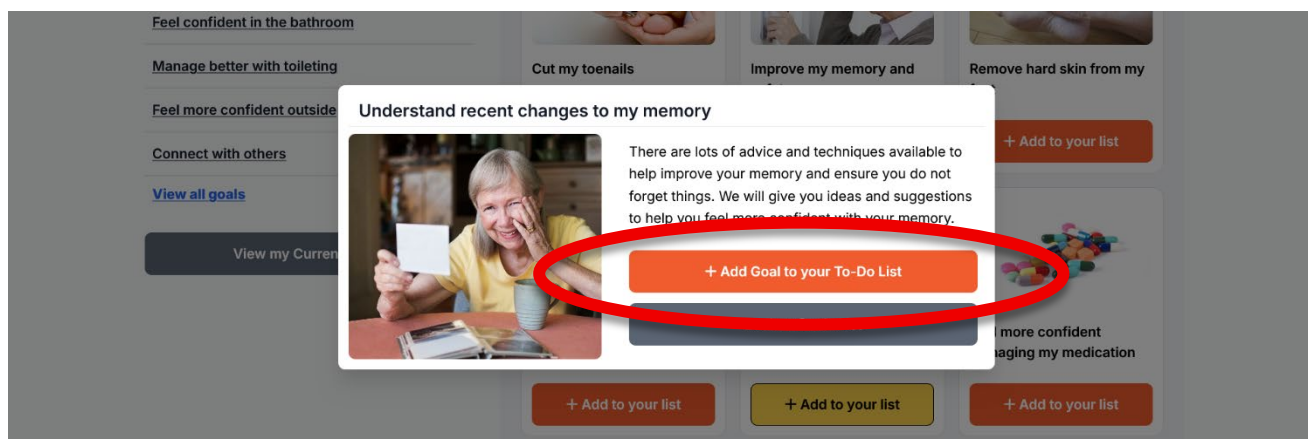 Feel confident in the bathroom
Manage better with toileting
Feel more confident outside
Connect with others
View all goals
View my Curren
Cut my toenails
Improve my memory and
Remove hard skin from my
+ Add to your list
Understand recent changes to my memory
There are lots of advice and techniques available to
help improve your memory and ensure you do not
forget things. We will give you ideas and suggestions
to help you feel more confident with your memory.
+ Add Goal to your To-Do List
more confident
naging my medication
+ Add to your list
+ Add to your list
+ Add to your list